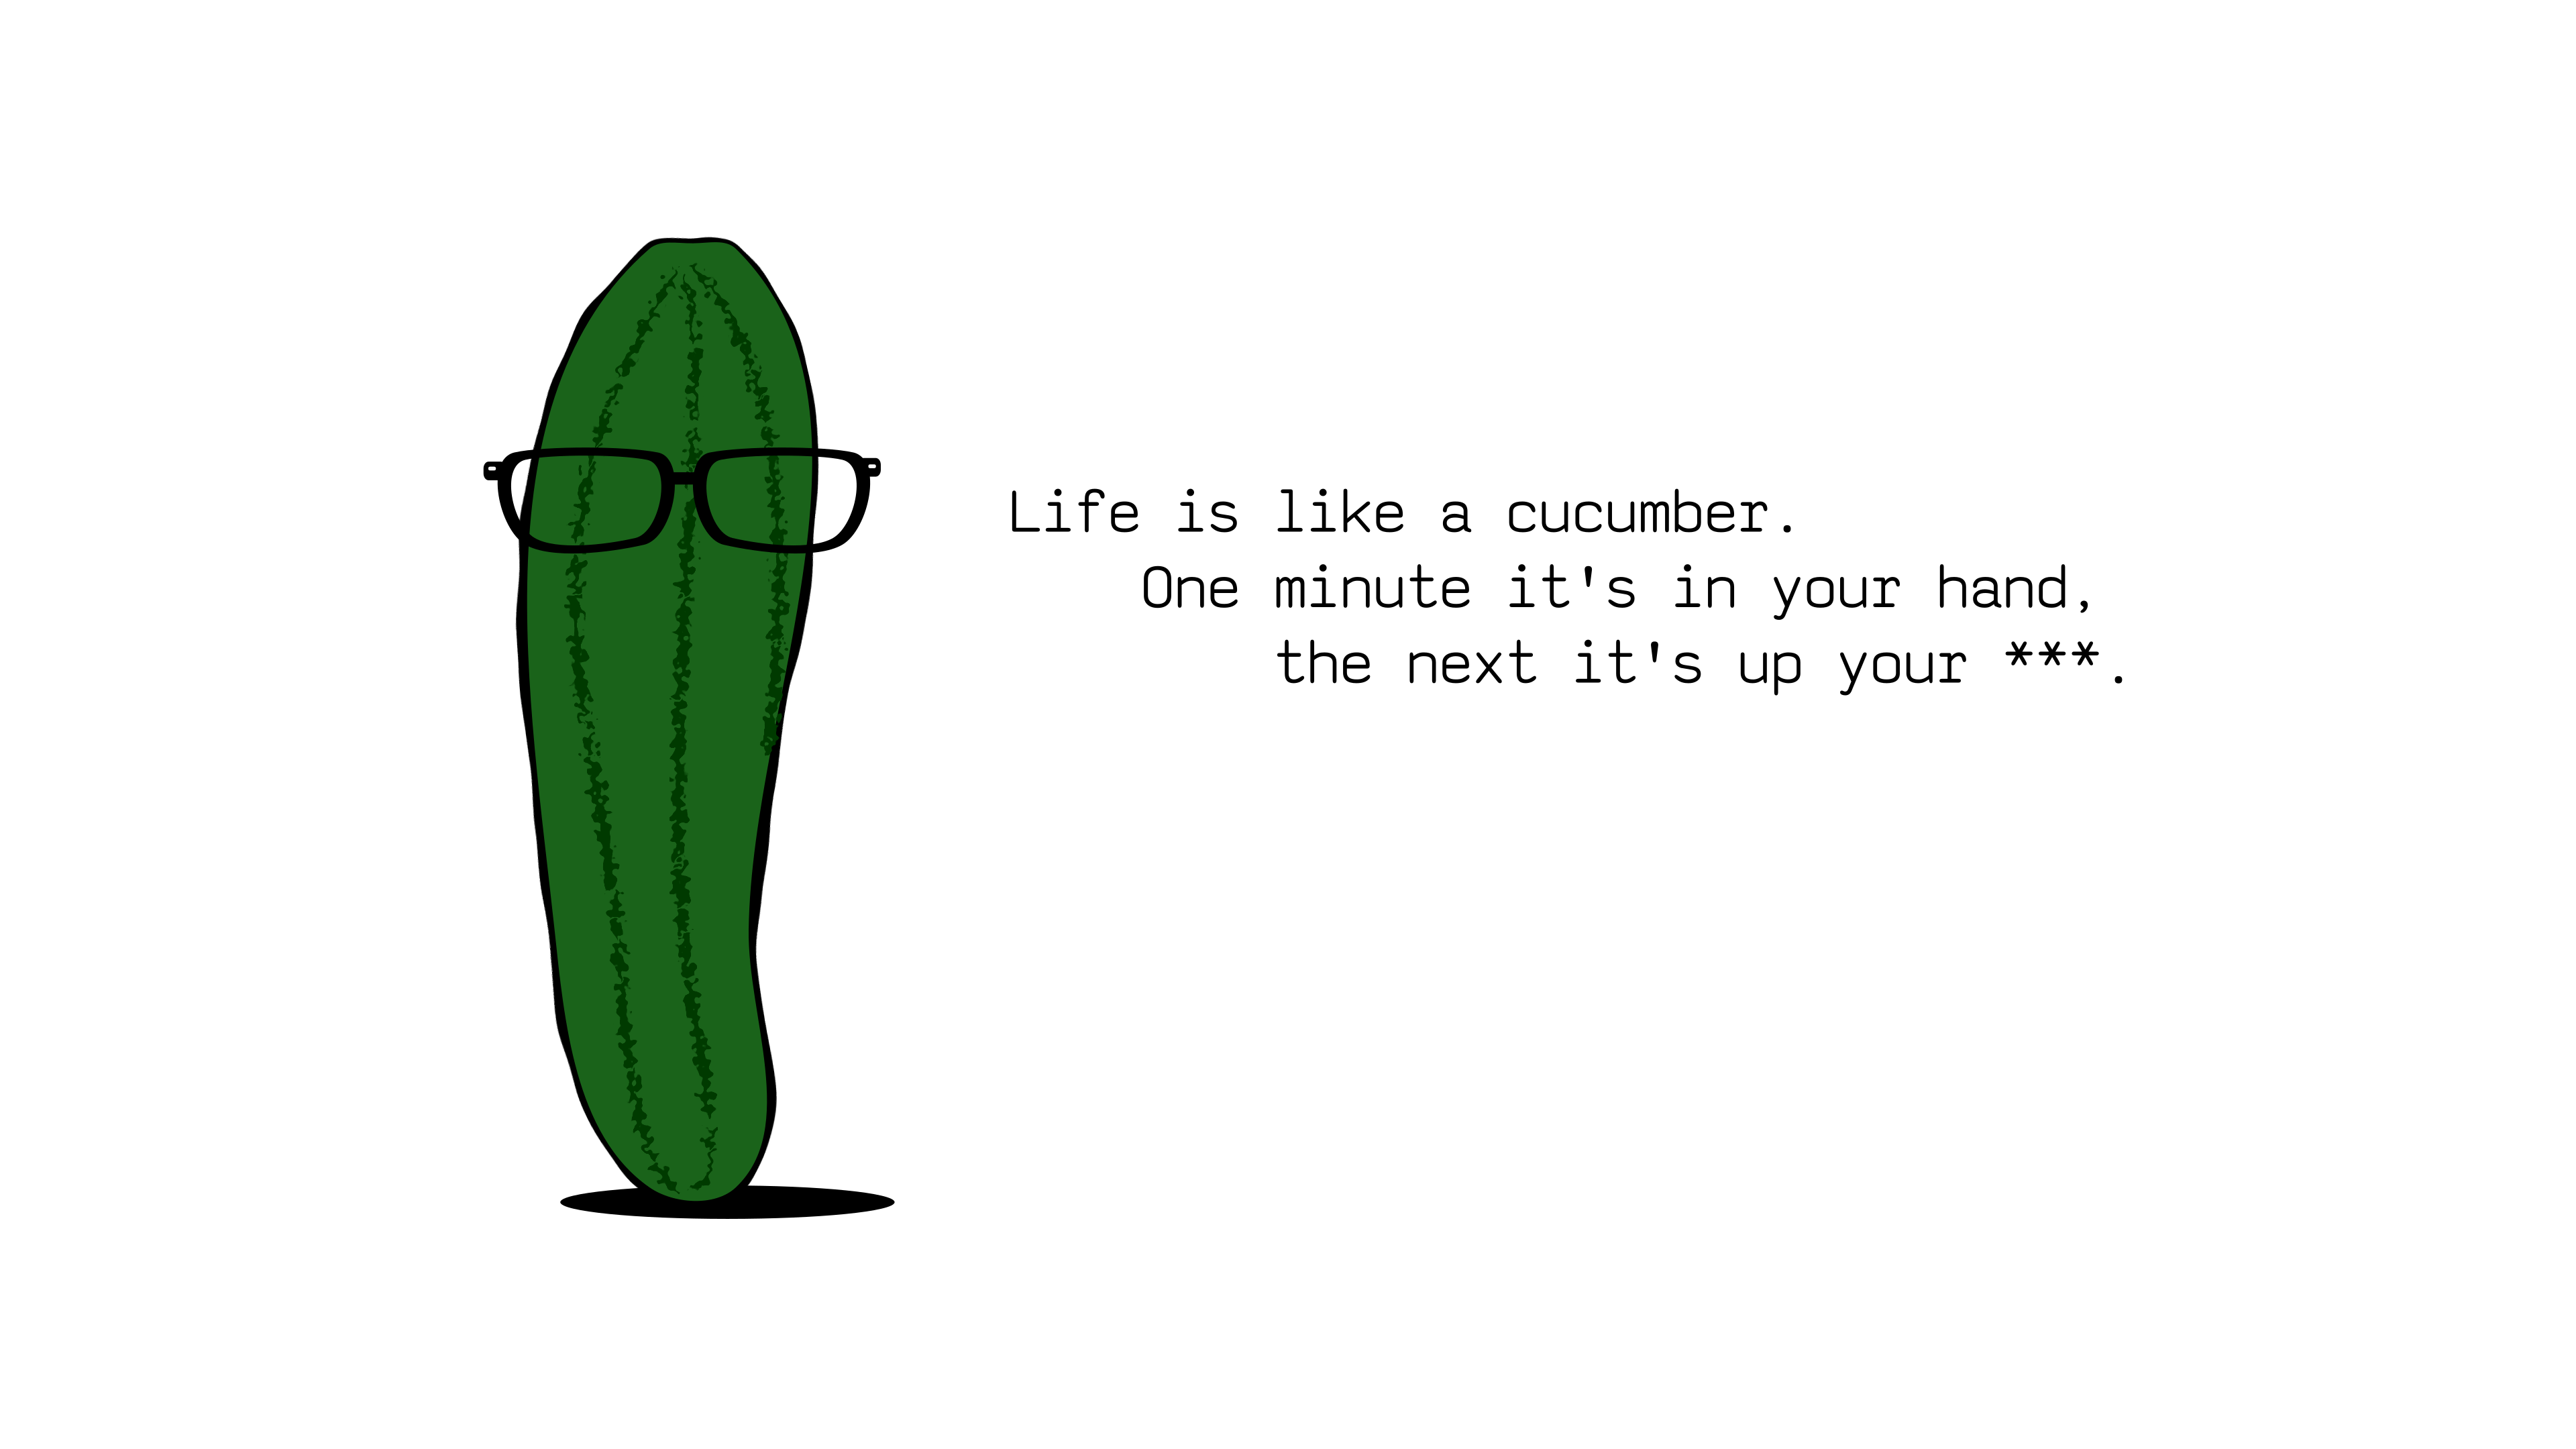 Life is like a cucumber.
One minute it's in your hand,
the next it's up your ***.